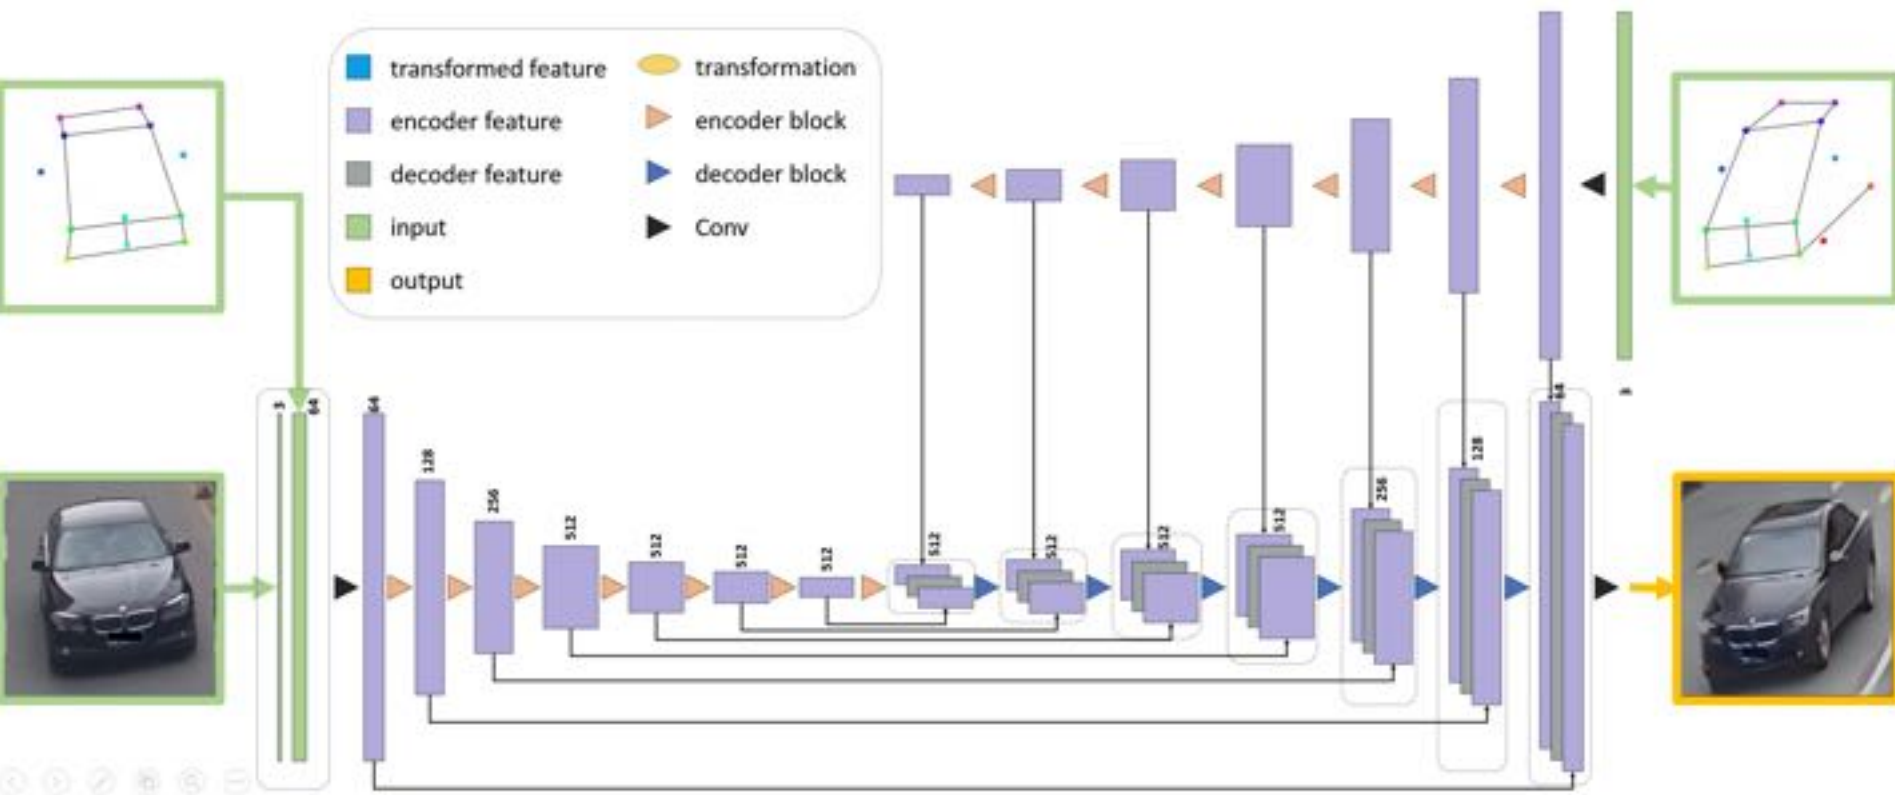 transformed feature
transformation
encoder feature
encoder block
decoder feature
decoder block
input
Conv
output
3
64
64
128
256
512
512
512
512
512
512
512
512
256
128
64
3